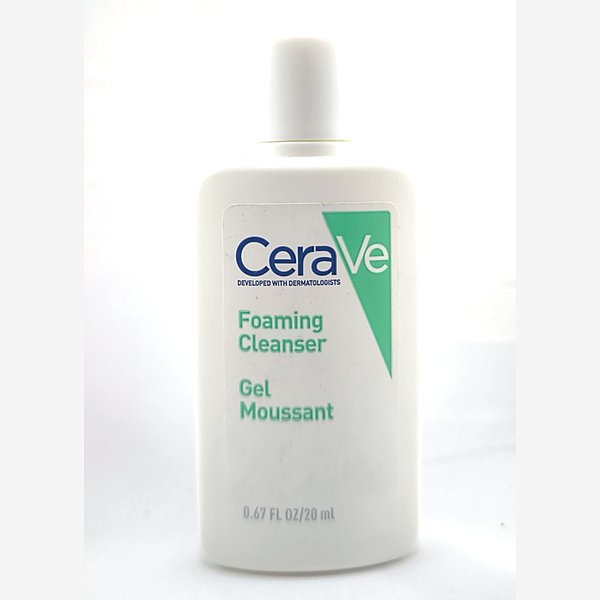 CeraVe
DEVELOPED WITH DERMATOLOGISTS
Foaming
Cleanser
Gel
Moussant
0.67 FL OZ/20 ml